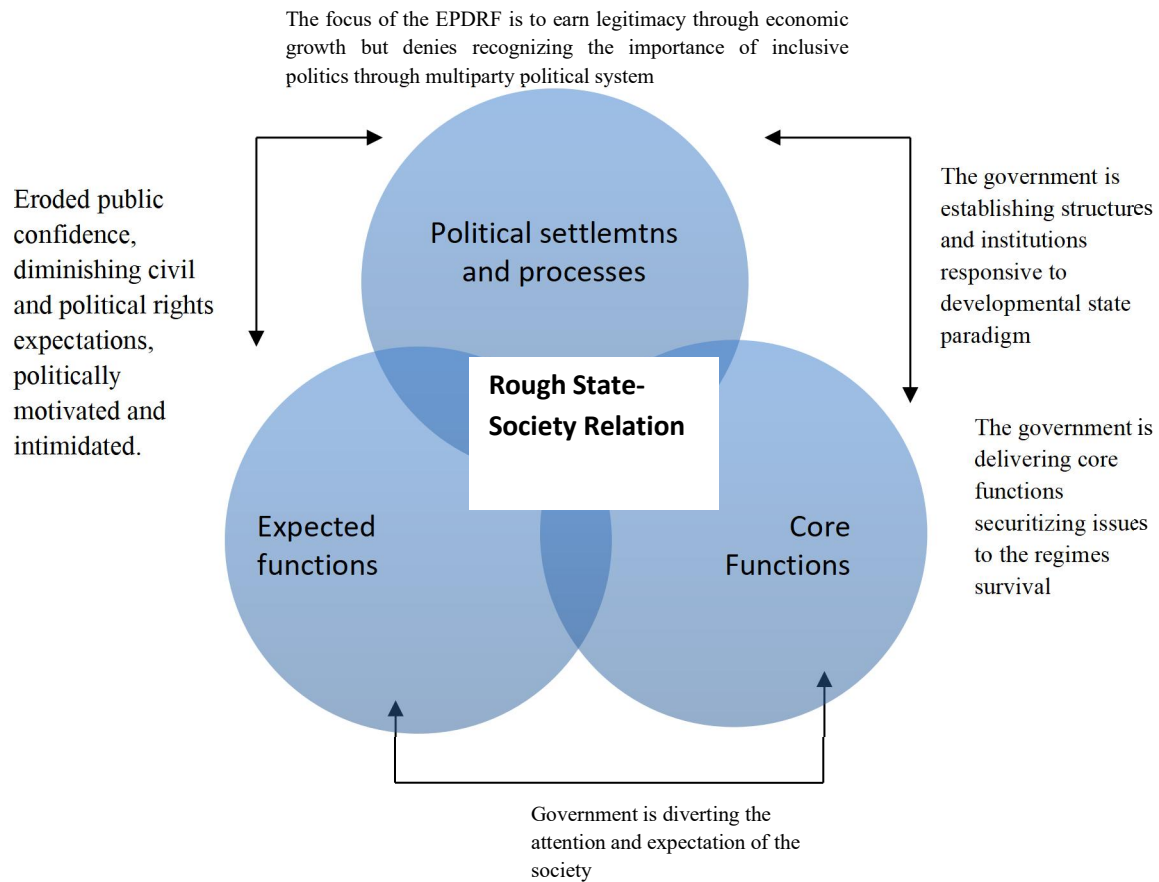 The focus of the EPDRF is to earn legitimacy through economic
growth but denies recognizing the importance of inclusive
politics through multiparty political system
Political settlemtns
and processes
Eroded public
confidence,
diminishing civil
and political rights
expectations,
politically
motivated and
intimidated.
The government is
establishing structures
and institutions
responsive to
developmental state
paradigm
Rough State-
Society Relation
The government is
delivering core
functions
securitizing issues
to the regimes
survival
Expected
functions
Core
Functions
Government is diverting the
attention and expectation of the
society